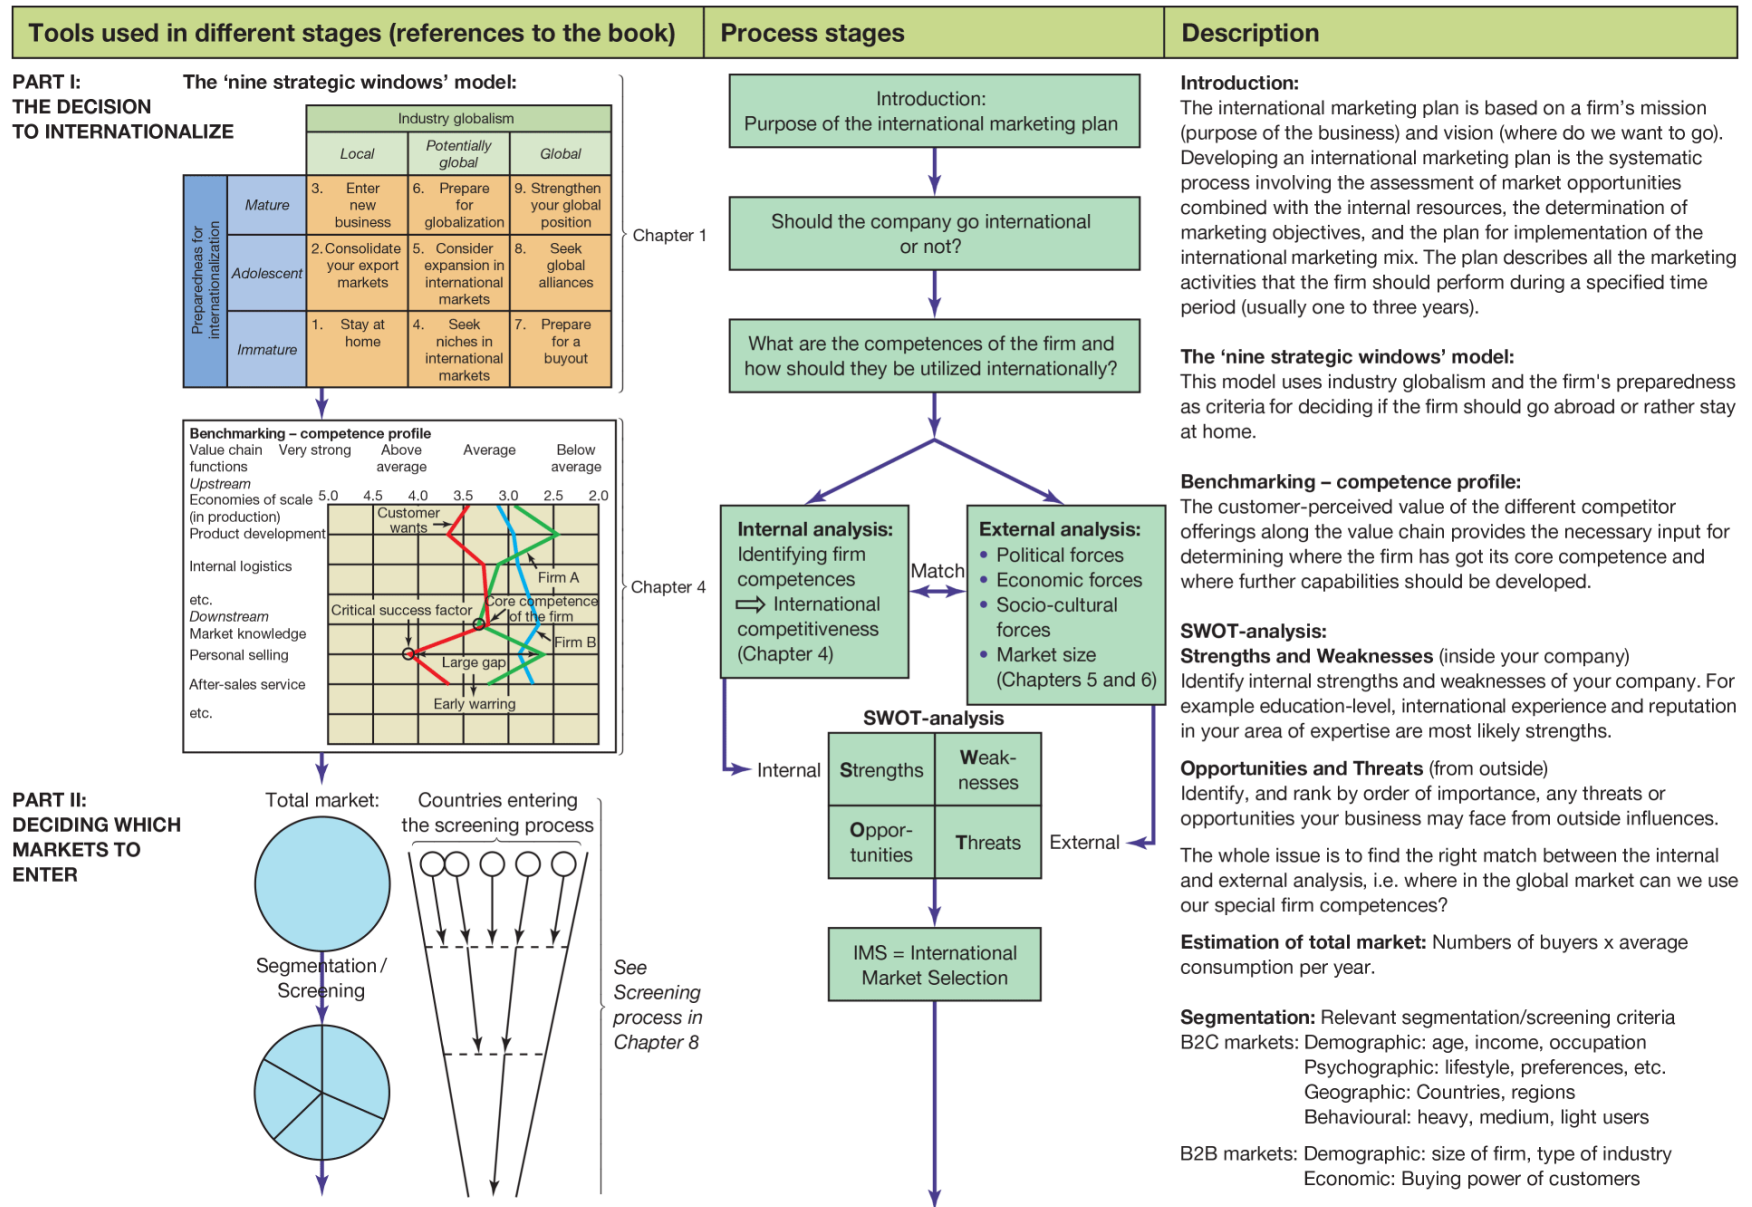 Tools used in different stages (references to the book)
Process stages
Description
PART I:
THE DECISION
TO INTERNATIONALIZE
The ‘nine strategic windows’ model:
Industry globalism
Local
Potentially
global
Global
Preparedness for
internationalization
Mature
3. Enter
new
business
6. Prepare
for
globalization
9. Strengthen
your global
position
Adolescent
2. Consolidate
your export
markets
5. Consider
expansion in
international
markets
8. Seek
global
alliances
Immature
1. Stay at
home
4. Seek
niches in
international
markets
7. Prepare
for a
buyout
Chapter 1
Benchmarking – competence profile
Value chain
functions
Very strong
Above
average
Average
Below
average
Upstream
Economies of scale
(in production)
5.0 4.5 4.0 3.5 3.0 2.5 2.0
Product development
Internal logistics
etc.
Downstream
Market knowledge
Personal selling
After-sales service
etc.
Customer
wants
Firm A
Critical success factor
Core competence
of the firm
Firm B
Large gap
Early warring
Chapter 4
PART II:
DECIDING WHICH
MARKETS TO
ENTER
Total market:
Segmentation /
Screening
Countries entering
the screening process
See
Screening
process in
Chapter 8
Introduction:
Purpose of the international marketing plan
Should the company go international
or not?
What are the competences of the firm and
how should they be utilized internationally?
Internal analysis:
Identifying firm
competences
⇨ International
competitiveness
(Chapter 4)
Match
External analysis:
• Political forces
• Economic forces
• Socio-cultural
forces
• Market size
(Chapters 5 and 6)
SWOT-analysis
Internal
Strengths
Weak-
nesses
Oppor-
tunities
Threats
External
IMS = International
Market Selection
Introduction:
The international marketing plan is based on a firm’s mission
(purpose of the business) and vision (where do we want to go).
Developing an international marketing plan is the systematic
process involving the assessment of market opportunities
combined with the internal resources, the determination of
marketing objectives, and the plan for implementation of the
international marketing mix. The plan describes all the marketing
activities that the firm should perform during a specified time
period (usually one to three years).
The ‘nine strategic windows’ model:
This model uses industry globalism and the firm's preparedness
as criteria for deciding if the firm should go abroad or rather stay
at home.
Benchmarking – competence profile:
The customer-perceived value of the different competitor
offerings along the value chain provides the necessary input for
determining where the firm has got its core competence and
where further capabilities should be developed.
SWOT-analysis:
Strengths and Weaknesses (inside your company)
Identify internal strengths and weaknesses of your company. For
example education-level, international experience and reputation
in your area of expertise are most likely strengths.
Opportunities and Threats (from outside)
Identify, and rank by order of importance, any threats or
opportunities your business may face from outside influences.
The whole issue is to find the right match between the internal
and external analysis, i.e. where in the global market can we use
our special firm competences?
Estimation of total market: Numbers of buyers x average
consumption per year.
Segmentation: Relevant segmentation/screening criteria
B2C markets: Demographic: age, income, occupation
Psychographic: lifestyle, preferences, etc.
Geographic: Countries, regions
Behavioural: heavy, medium, light users
B2B markets: Demographic: size of firm, type of industry
Economic: Buying power of customers